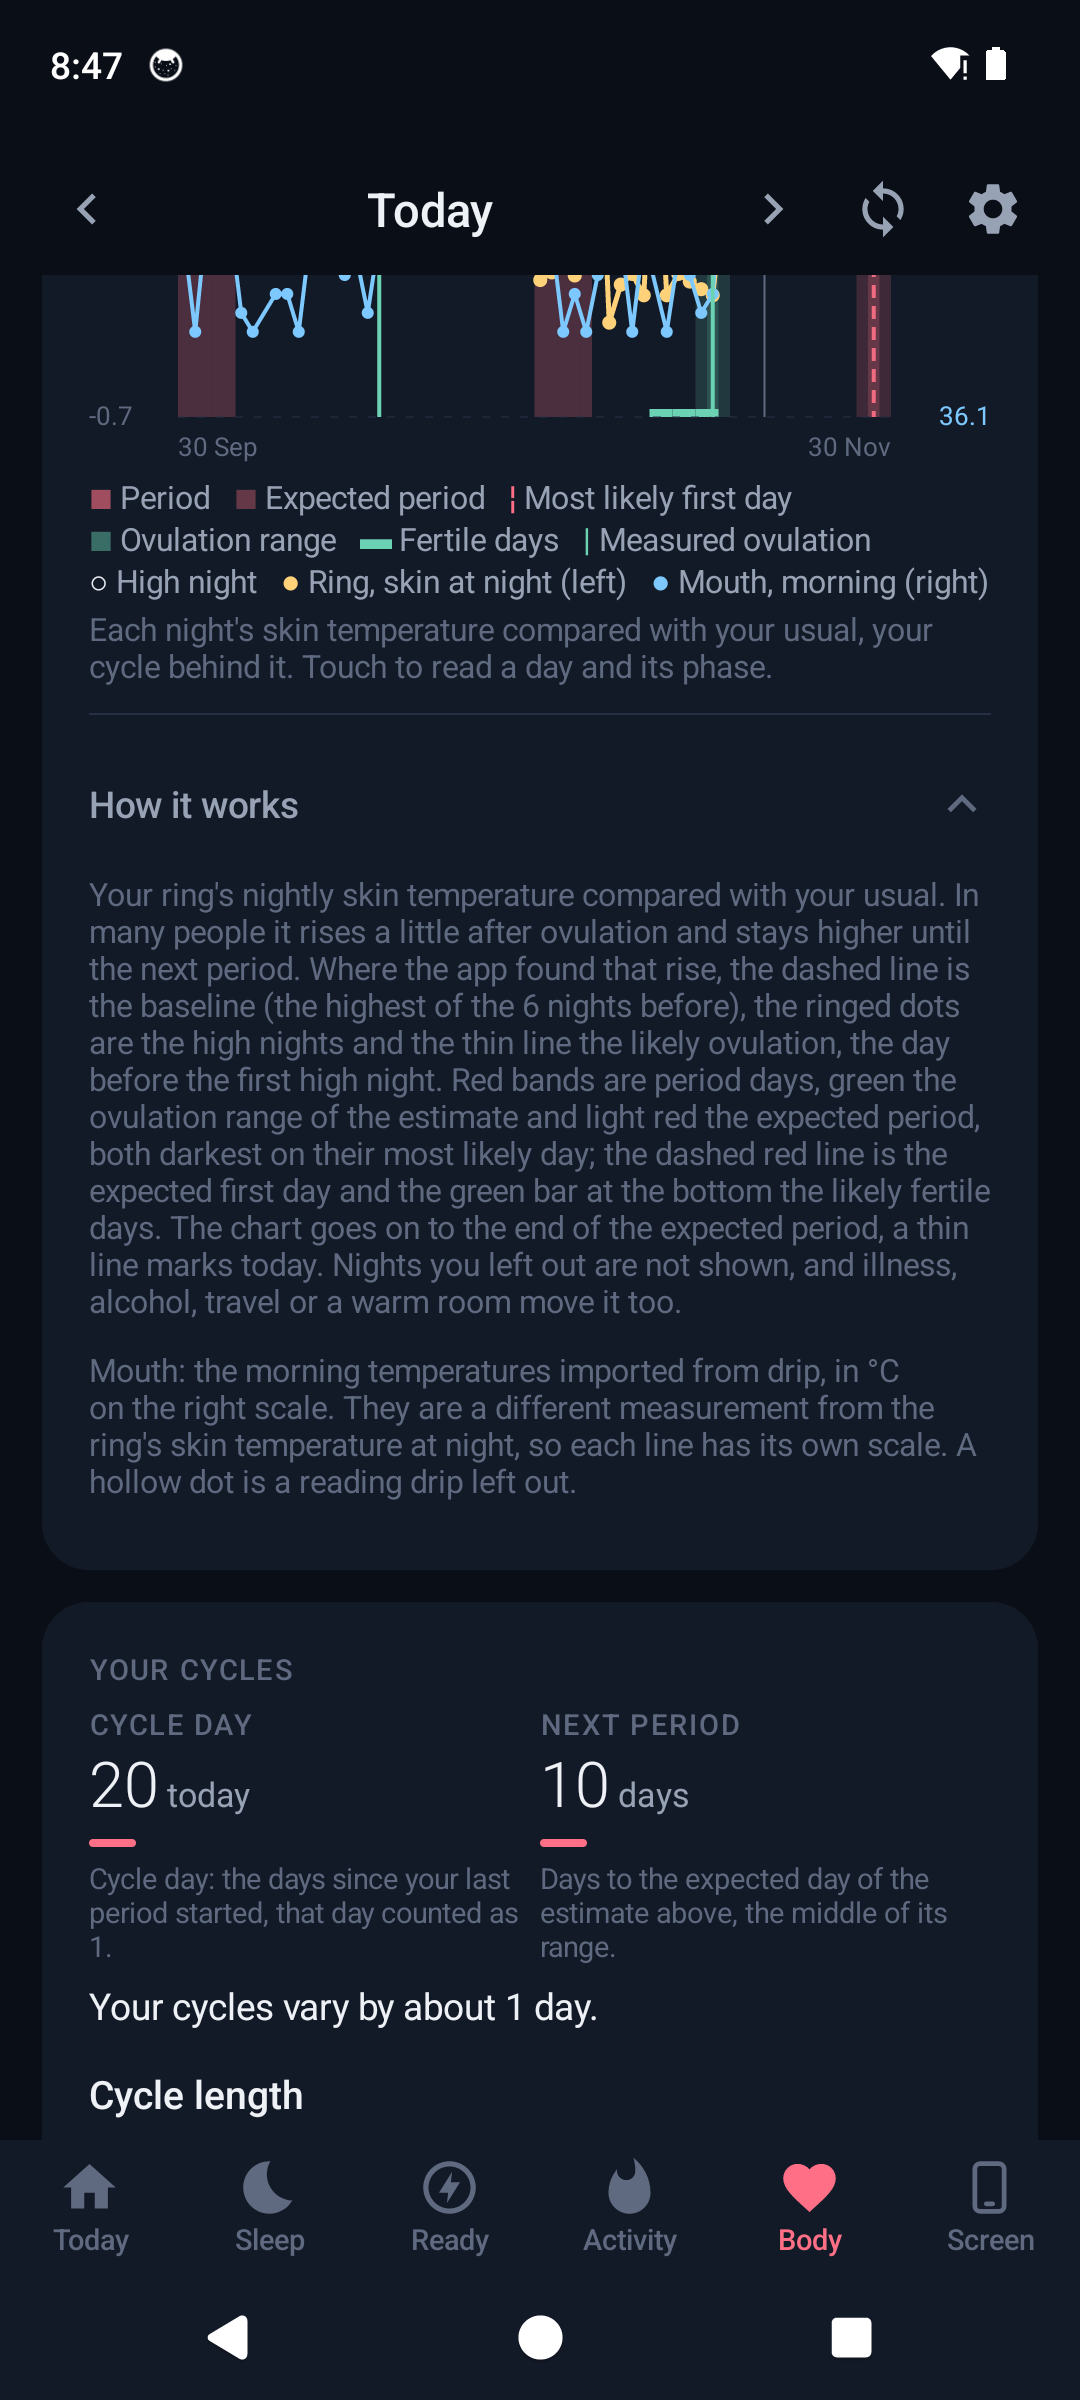 8:47
Today
-0.7
36.1
30 Sep
30 Nov
Period Expected period Most likely first day
Ovulation range Fertile days Measured ovulation
High night Ring, skin at night (left) Mouth, morning (right)
Each night's skin temperature compared with your usual, your
cycle behind it. Touch to read a day and its phase.
How it works
Your ring's nightly skin temperature compared with your usual. In
many people it rises a little after ovulation and stays higher until
the next period. Where the app found that rise, the dashed line is
the baseline (the highest of the 6 nights before), the ringed dots
are the high nights and the thin line the likely ovulation, the day
before the first high night. Red bands are period days, green the
ovulation range of the estimate and light red the expected period,
both darkest on their most likely day; the dashed red line is the
expected first day and the green bar at the bottom the likely fertile
days. The chart goes on to the end of the expected period, a thin
line marks today. Nights you left out are not shown, and illness,
alcohol, travel or a warm room move it too.
Mouth: the morning temperatures imported from drip, in °C
on the right scale. They are a different measurement from the
ring's skin temperature at night, so each line has its own scale. A
hollow dot is a reading drip left out.
YOUR CYCLES
CYCLE DAY
20 today
Cycle day: the days since your last
period started, that day counted as
1.
NEXT PERIOD
10 days
Days to the expected day of the
estimate above, the middle of its
range.
Your cycles vary by about 1 day.
Cycle length
Today
Sleep
Ready
Activity
Body
Screen